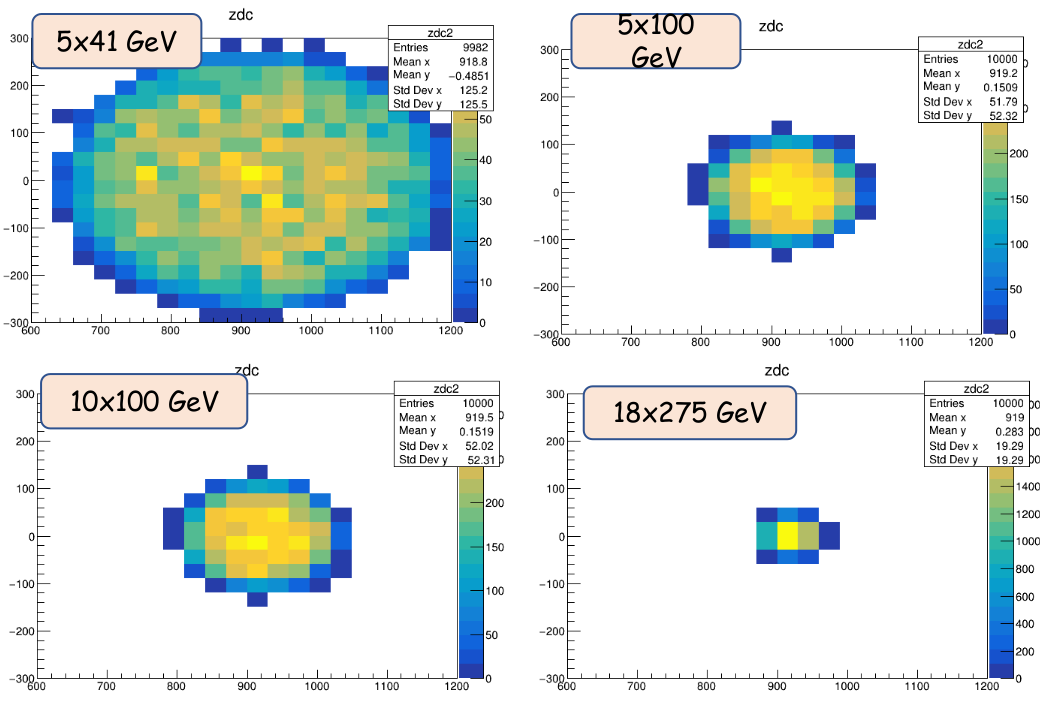 zdc
5x41 GeV
zdc2
Entries 9982
Mean x 918.8
Mean y −0.4851
Std Dev x 125.2
Std Dev y 125.5
300
200
100
0
−100
−200
−300
600 700 800 900 1000 1100 1200
50
40
30
20
10
0
zdc
5x100
GeV
zdc2
Entries 10000
Mean x 919.2
Mean y 0.1509
Std Dev x 51.79
Std Dev y 52.32
300
200
100
0
−100
−200
−300
600 700 800 900 1000 1100 1200
200
150
100
50
0
zdc
10x100 GeV
zdc2
Entries 10000
Mean x 919.5
Mean y 0.1519
Std Dev x 52.02
Std Dev y 52.31
300
200
100
0
−100
−200
−300
600 700 800 900 1000 1100 1200
200
150
100
50
0
zdc
18x275 GeV
zdc2
Entries 10000
Mean x 919
Mean y 0.283
Std Dev x 19.29
Std Dev y 19.29
300
200
100
0
−100
−200
−300
600 700 800 900 1000 1100 1200
1400
1200
1000
800
600
400
200
0